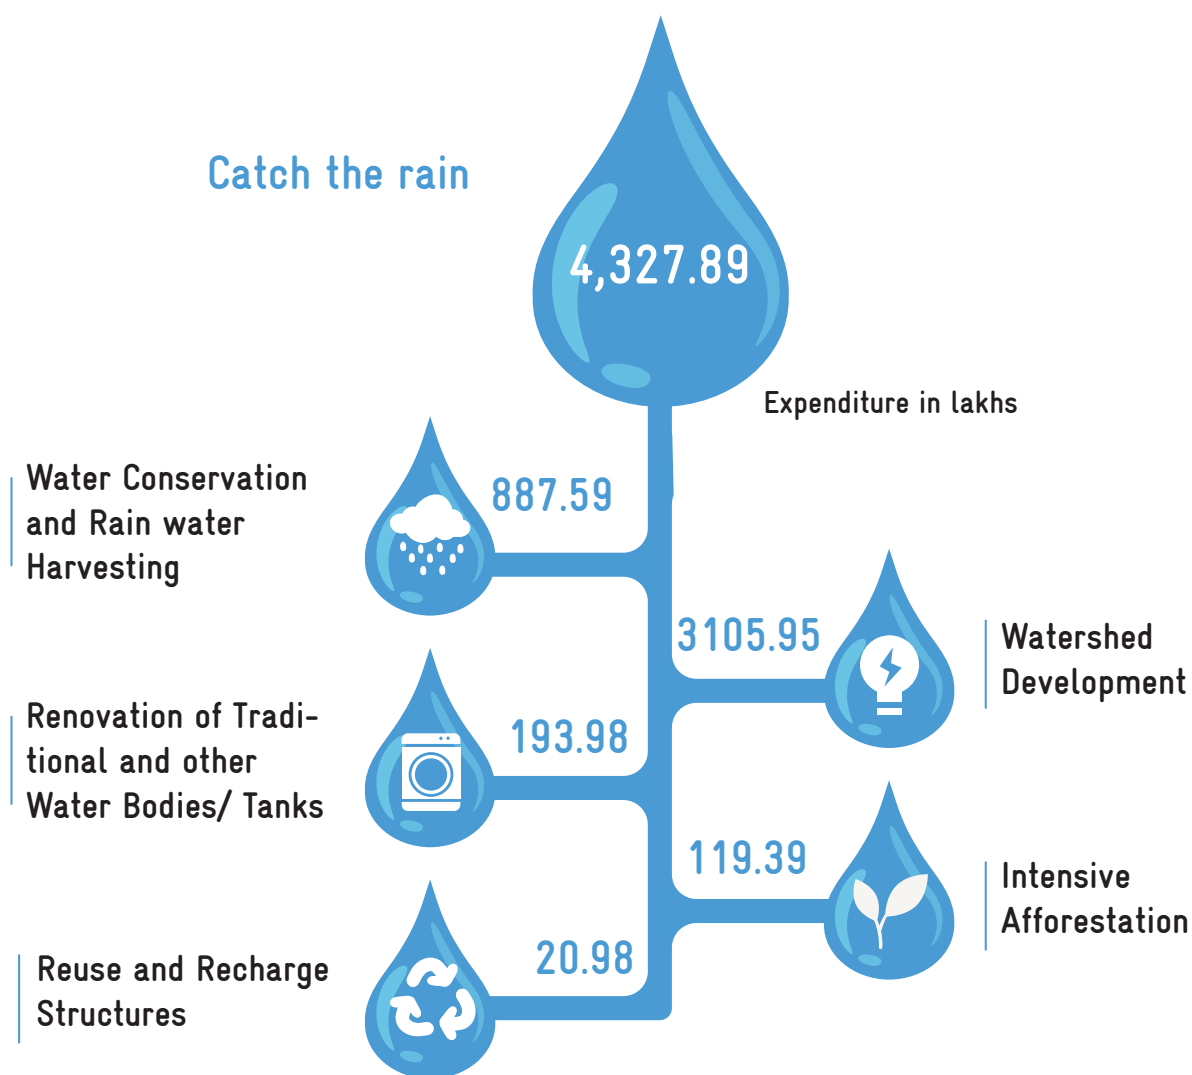 Catch the rain
4,327.89
Expenditure in lakhs
Water Conservation
and Rain water
Harvesting
887.59
3105.95
Watershed
Development
Renovation of Tradi-
tional and other
Water Bodies/ Tanks
193.98
119.39
Intensive
Afforestation
Reuse and Recharge
Structures
20.98